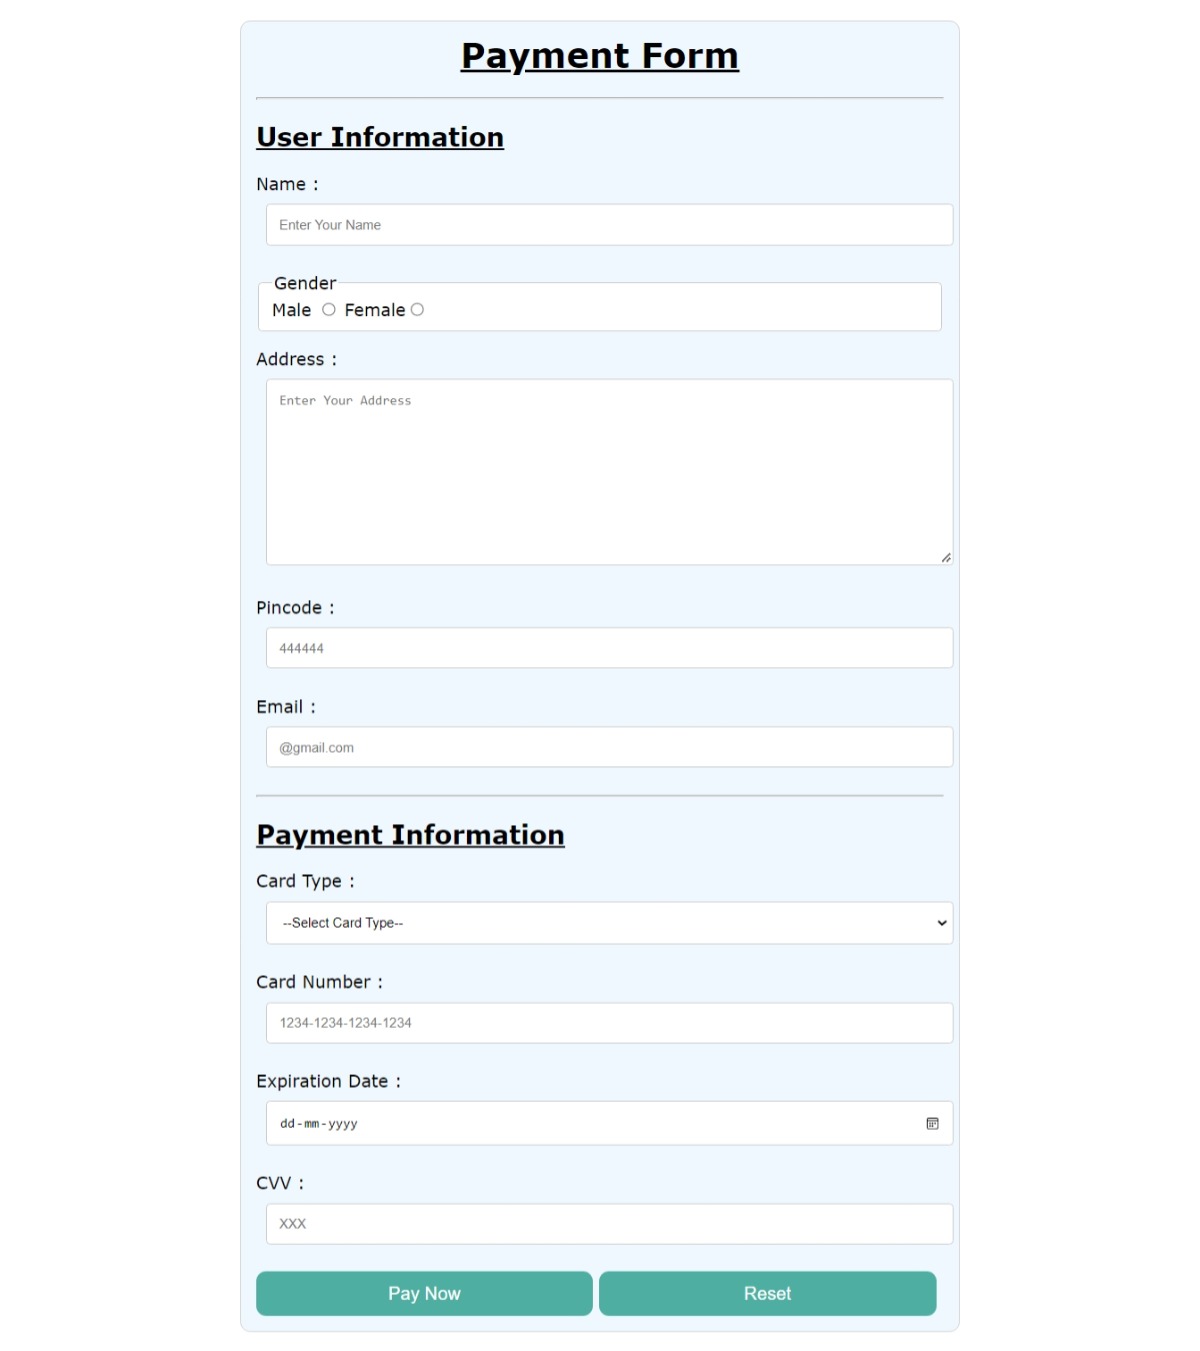 Payment Form
User Information
Name :
Enter Your Name
Gender
Male Female
Address :
Enter Your Address
Pincode :
444444
Email :
@gmail.com
Payment Information
Card Type :
--Select Card Type--
Card Number :
1234-1234-1234-1234
Expiration Date :
dd-mm-yyyy
CVV :
XXX
Pay Now Reset